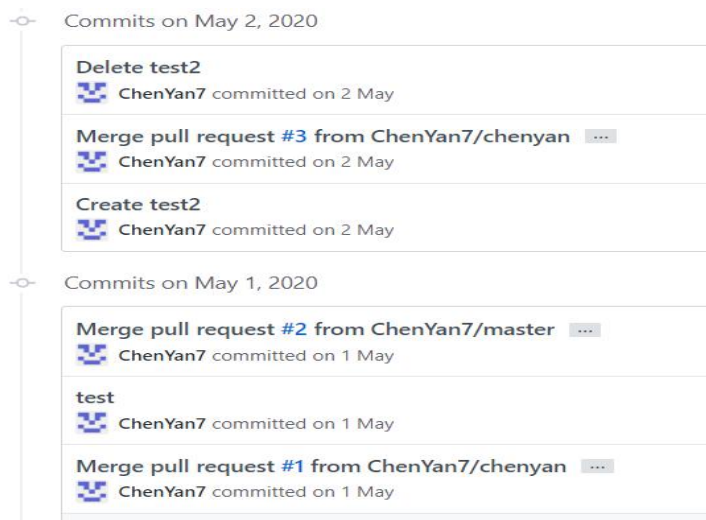 Commits on May 2, 2020
Delete test2
ChenYan7 committed on 2 May
Merge pull request #3 from ChenYan7/chenyan ...
ChenYan7 committed on 2 May
Create test2
ChenYan7 committed on 2 May
Commits on May 1, 2020
Merge pull request #2 from ChenYan7/master ...
ChenYan7 committed on 1 May
test
ChenYan7 committed on 1 May
Merge pull request #1 from ChenYan7/chenyan ...
ChenYan7 committed on 1 May